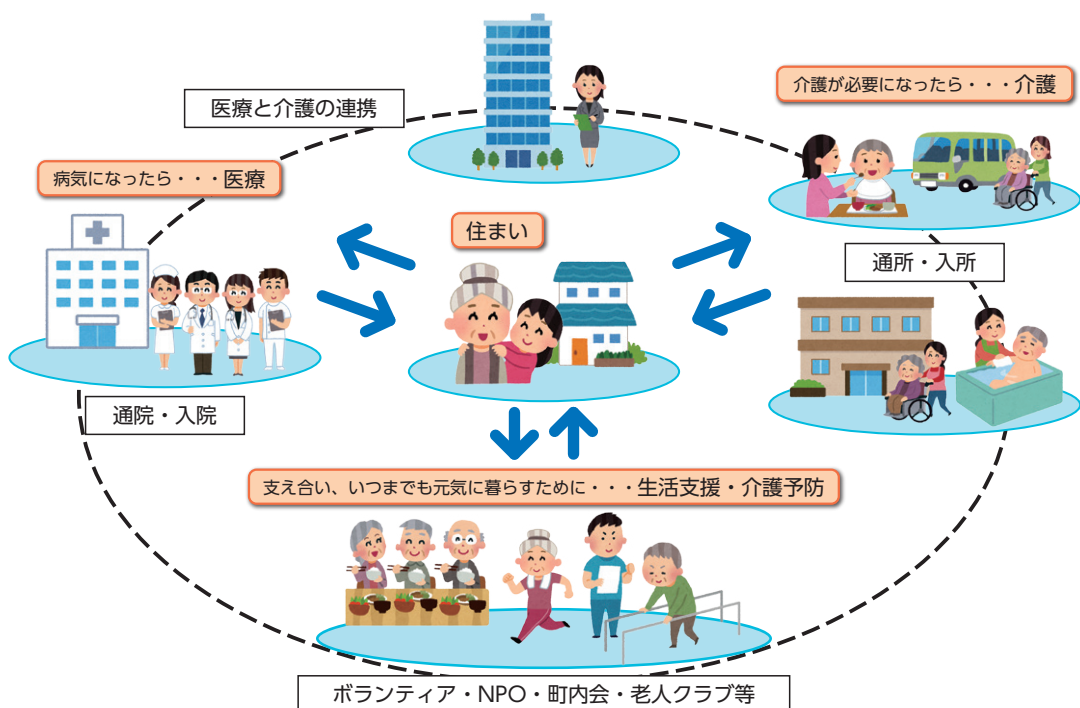 医療と介護の連携
介護が必要になったら・・・介護
病気になったら・・・医療
住まい
通所・入所
通院・入院
支え合い、いつまでも元気に暮らすために・・・生活支援・介護予防
ボランティア・NPO・町内会・老人クラブ等